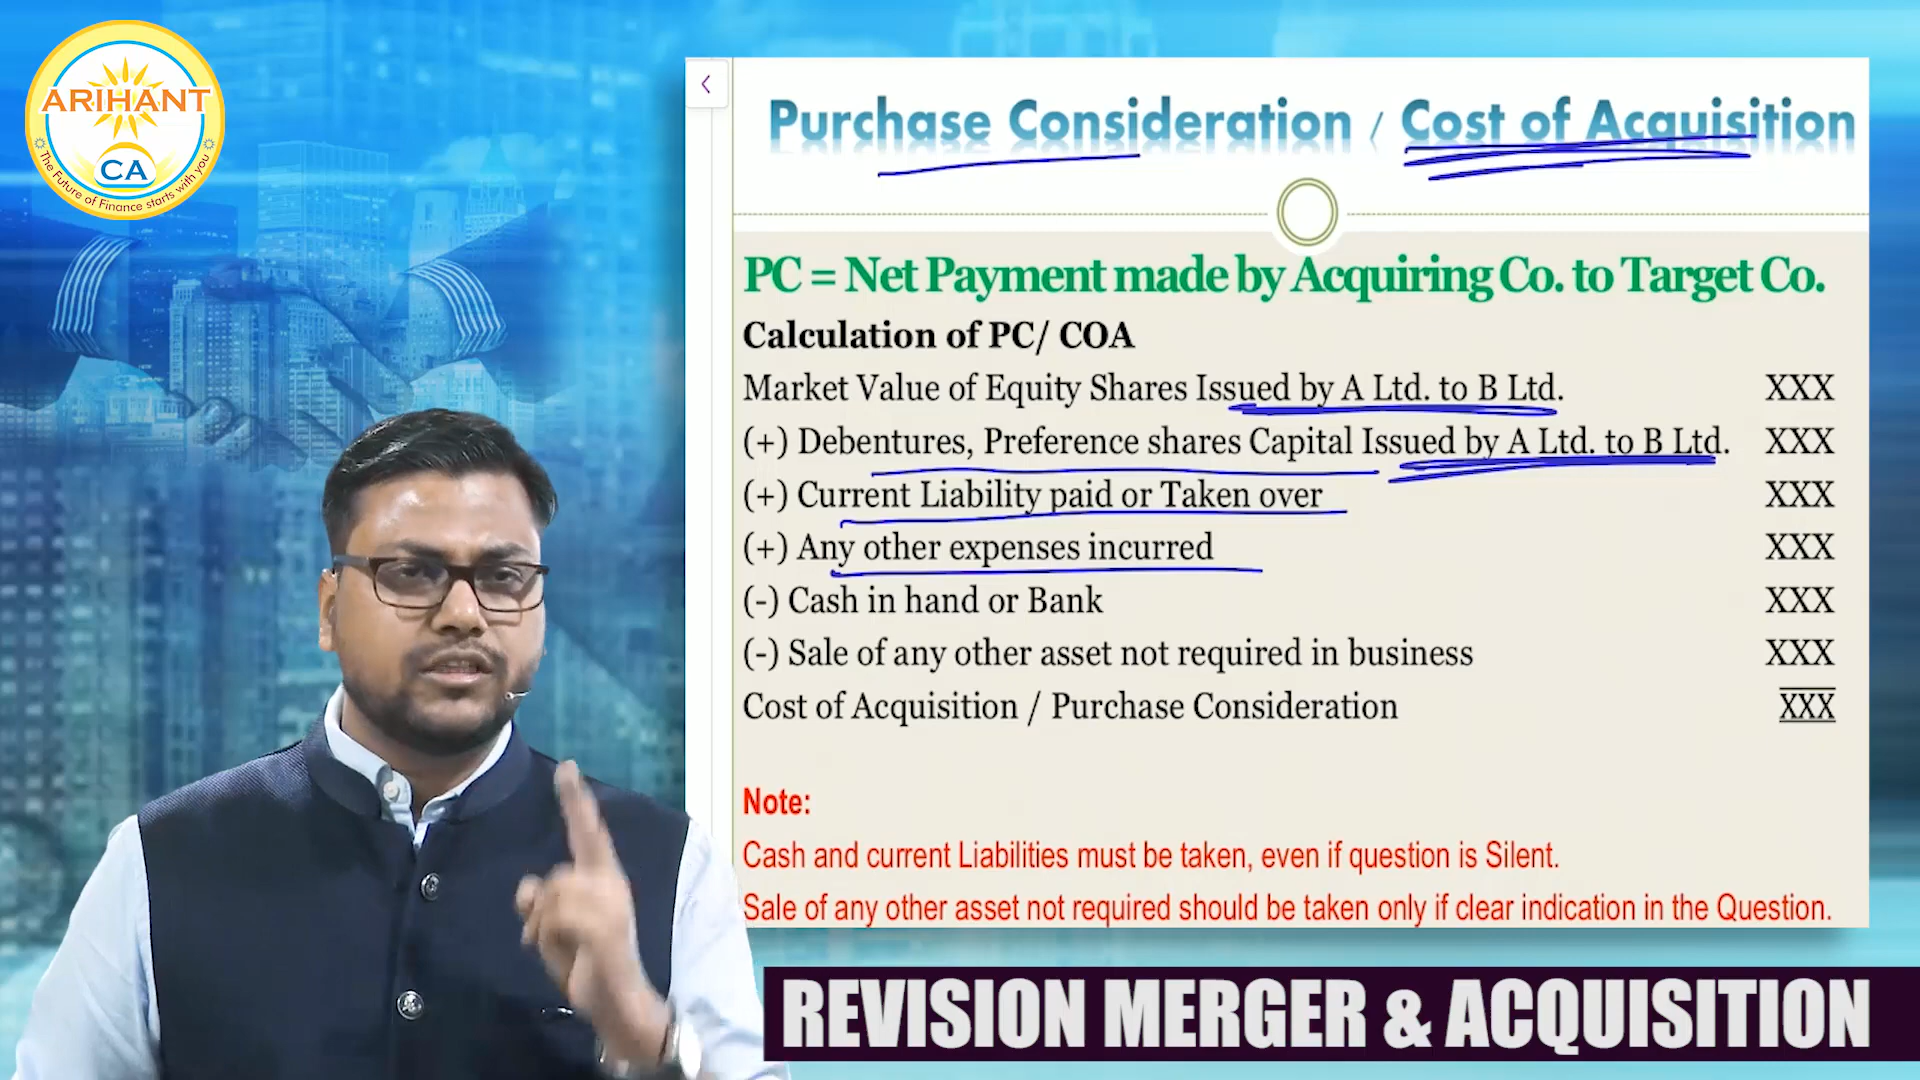 ARIHANT
CA
The Future of Finance starts with you
Purchase Consideration / Cost of Acquisition
PC = Net Payment made by Acquiring Co. to Target Co.
Calculation of PC/ COA
Market Value of Equity Shares Issued by A Ltd. to B Ltd. XXX
(+) Debentures, Preference shares Capital Issued by A Ltd. to B Ltd. XXX
(+) Current Liability paid or Taken over XXX
(+) Any other expenses incurred XXX
(-) Cash in hand or Bank XXX
(-) Sale of any other asset not required in business XXX
Cost of Acquisition / Purchase Consideration XXX
Note:
Cash and current Liabilities must be taken, even if question is Silent.
Sale of any other asset not required should be taken only if clear indication in the Question.
REVISION MERGER & ACQUISITION